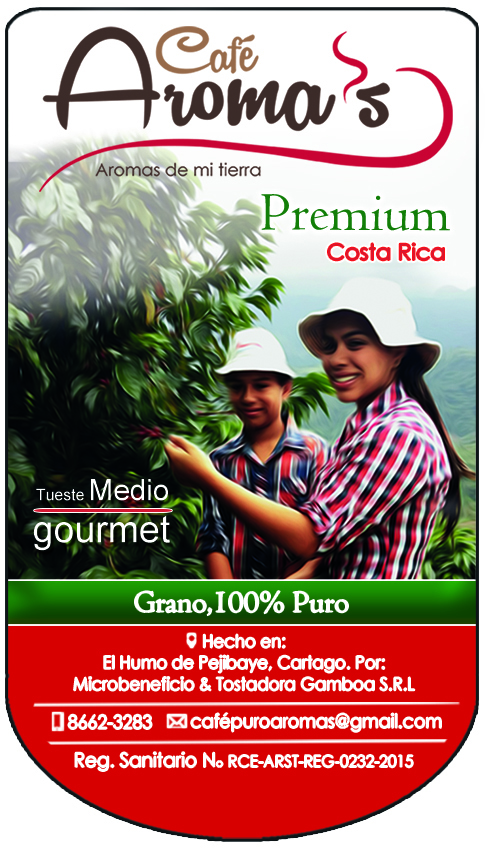 Café
Aroma's
Aromas de mi tierra
Premium
Costa Rica
Tueste Medio
gourmet
Grano,100% Puro
Hecho en:
El Humo de Pejibaye, Cartago. Por:
Microbeneficio & Tostadora Gamboa S.R.L
8662-3283 cafépuroaromas@gmail.com
Reg. Sanitario No RCE-ARST-REG-0232-2015